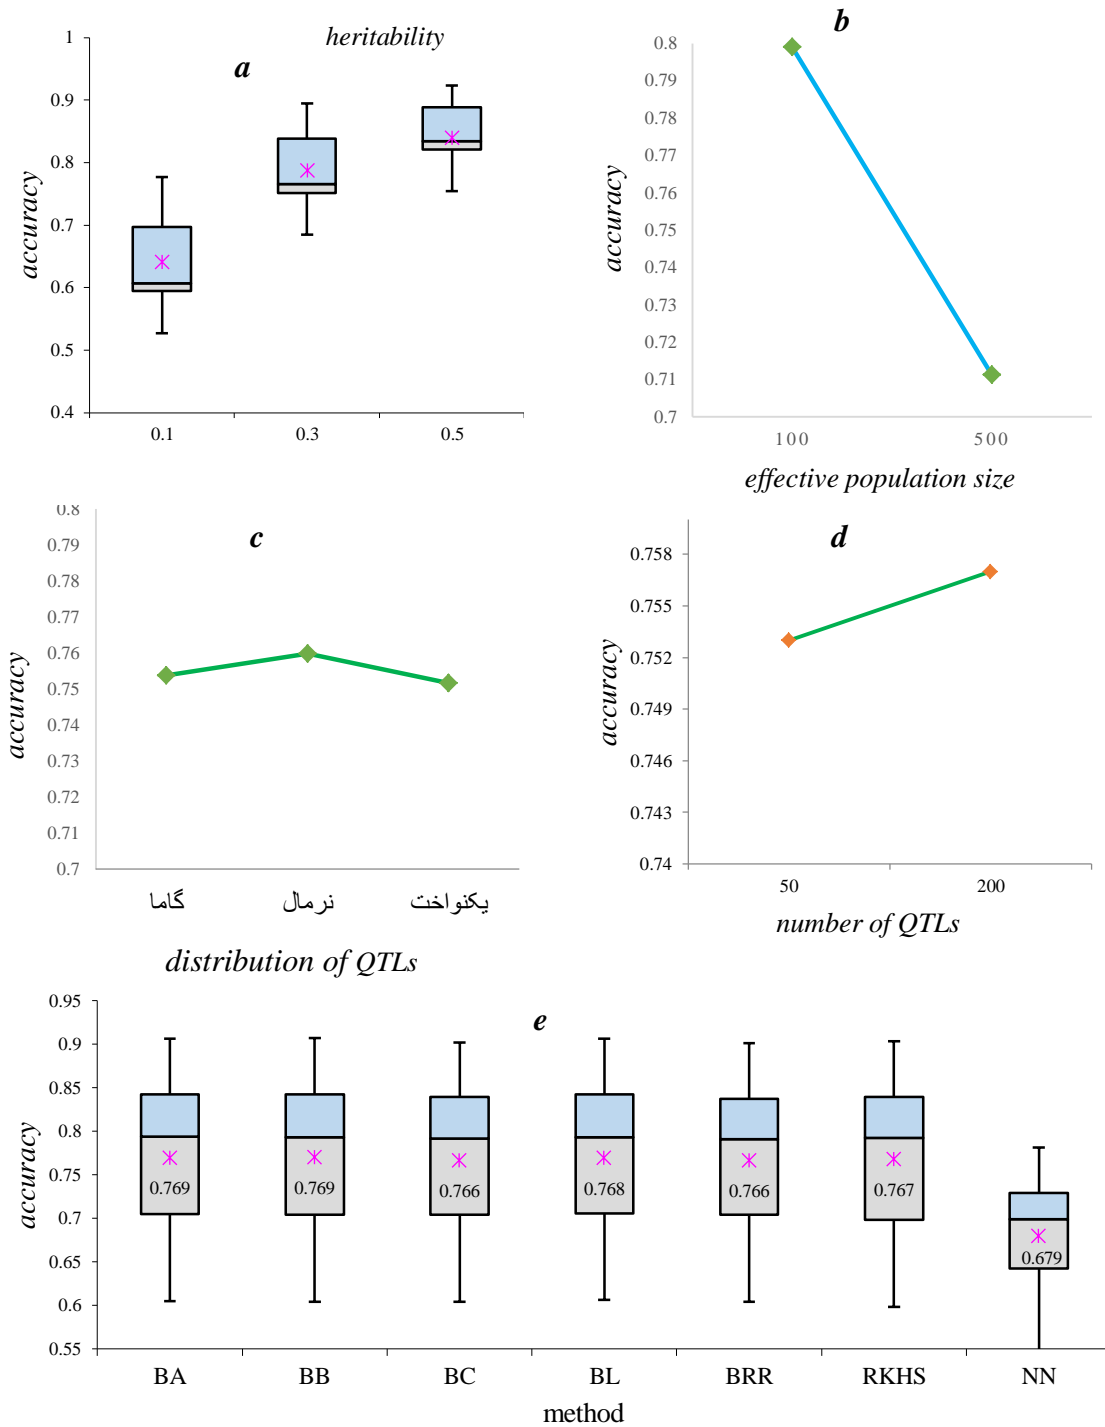 heritability
a
1
0.9
0.8
0.7
0.6
0.5
0.4
accuracy
0.1 0.3 0.5
b
0.8
0.79
0.78
0.77
0.76
0.75
0.74
0.73
0.72
0.71
0.7
accuracy
100 500
effective population size
c
0.8
0.79
0.78
0.77
0.76
0.75
0.74
0.73
0.72
0.71
0.7
accuracy
گاما نرمال یکنواخت
distribution of QTLs
d
0.758
0.755
0.752
0.749
0.746
0.743
0.74
accuracy
50 200
number of QTLs
e
0.95
0.9
0.85
0.8
0.75
0.7
0.65
0.6
0.55
accuracy
0.769 0.769 0.766 0.768 0.766 0.767 0.679
BA BB BC BL BRR RKHS NN
method